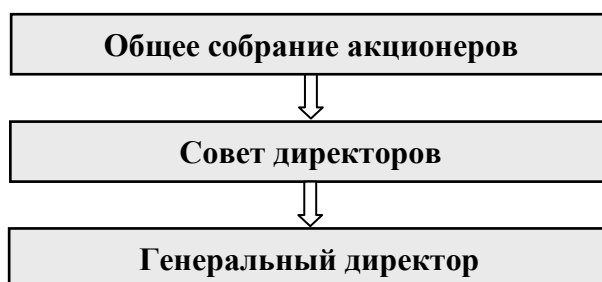 Общее собрание акционеров
Совет директоров
Генеральный директор